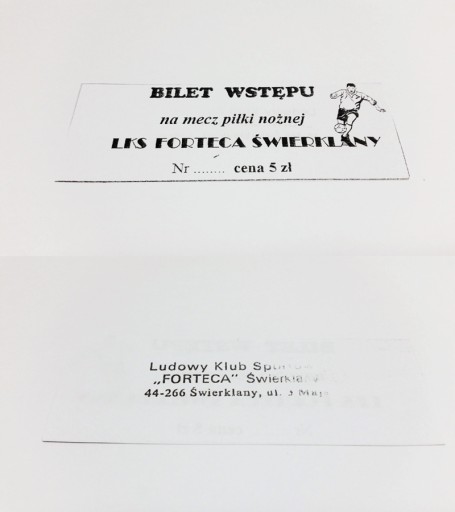 BILET WSTĘPU
na mecz piłki nożnej
LKS FORTECA ŚWIERKLANY
Nr ........ cena 5 zł
Ludowy Klub
„FORTECA"
44-266 Świerklany, ul. 3 Maja